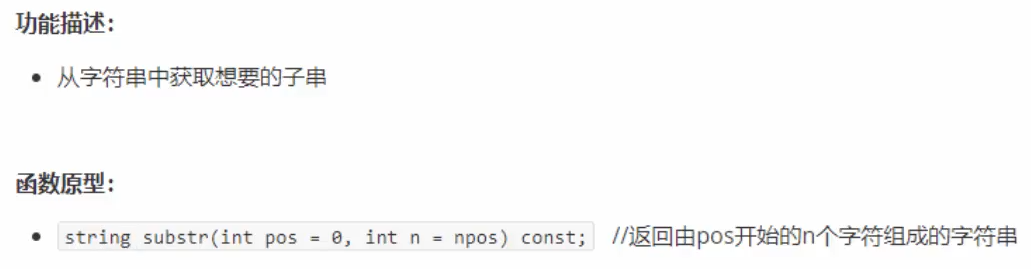 功能描述：
• 从字符串中获取想要的子串
函数原型：
• string substr(int pos = 0, int n = npos) const; //返回由pos开始的n个字符组成的字符串